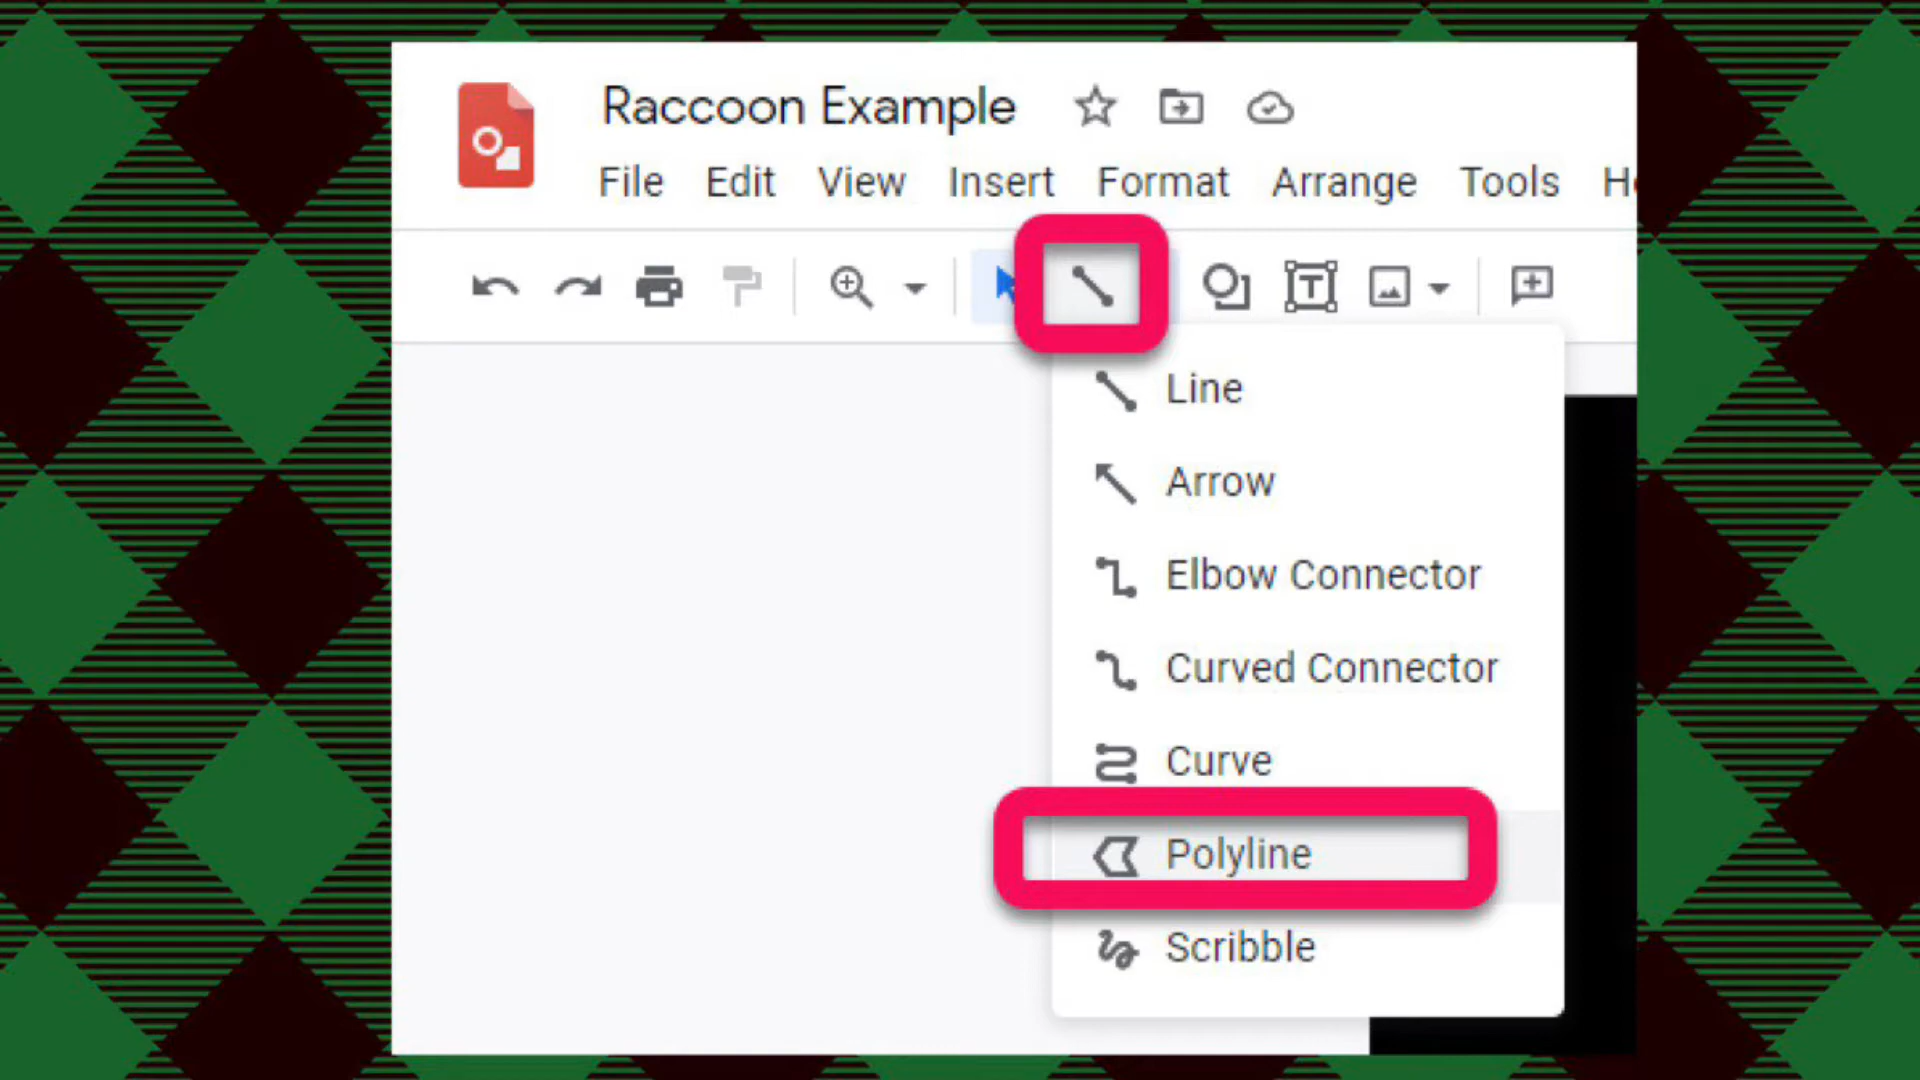 Raccoon Example
File Edit View Insert Format Arrange Tools
Line
Arrow
Elbow Connector
Curved Connector
Curve
Polyline
Scribble